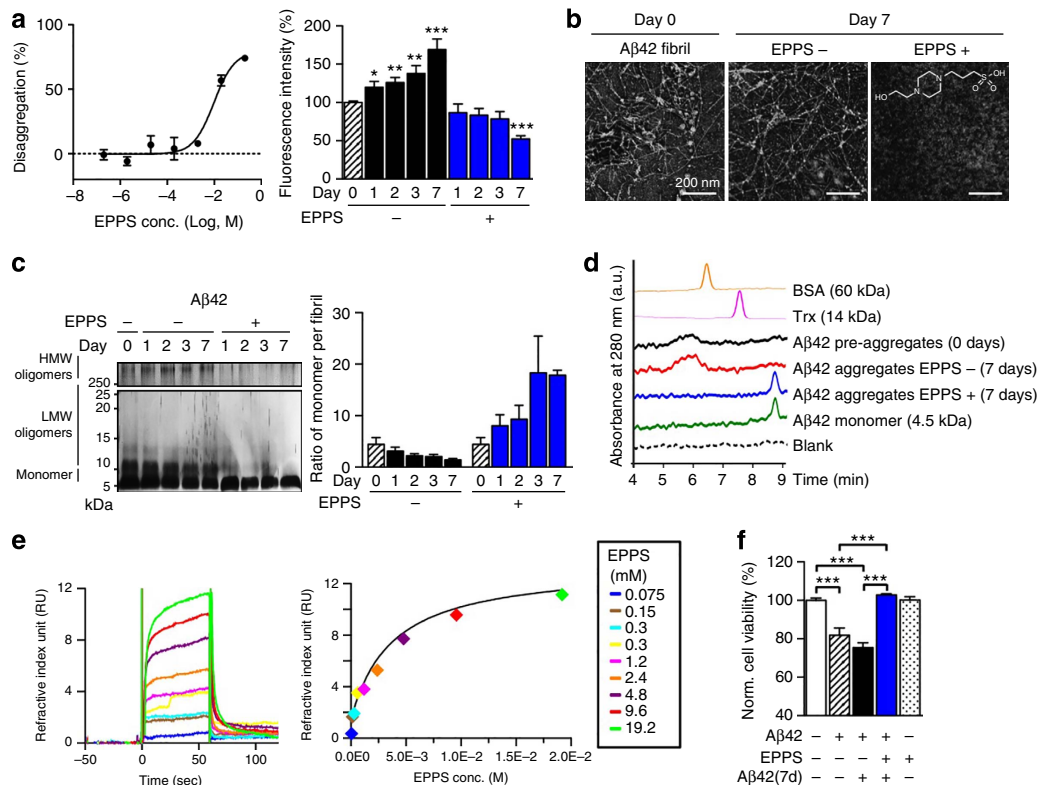 a
Disaggregation (%)
100
50
0
−8 −6 −4 −2 0
EPPS conc. (Log, M)
Fluorescence intensity (%)
200
150
100
50
0
* ** ** *** ***
Day 0 1 2 3 7 1 2 3 7
EPPS − +
b
Day 0 Day 7
Aβ42 fibril EPPS − EPPS +
200 nm
HO N N S OH O O
c
Aβ42
EPPS − − +
Day 0 1 2 3 7 1 2 3 7
HMW oligomers
LMW oligomers
Monomer
250
25
20
15
10
5
kDa
Ratio of monomer per fibril
30
20
10
0
Day 0 1 2 3 7 0 1 2 3 7
EPPS − +
d
Absorbance at 280 nm (a.u.)
BSA (60 kDa)
Trx (14 kDa)
Aβ42 pre-aggregates (0 days)
Aβ42 aggregates EPPS − (7 days)
Aβ42 aggregates EPPS + (7 days)
Aβ42 monomer (4.5 kDa)
Blank
4 5 6 7 8 9 Time (min)
e
Refractive index unit (RU)
12
8
4
0
−50 0 50 100
Time (sec)
Refractive index unit (RU)
12
8
4
0
0.0E0 5.0E−3 1.0E−2 1.5E−2 2.0E−2
EPPS conc. (M)
EPPS
(mM)
0.075
0.15
0.3
0.3
1.2
2.4
4.8
9.6
19.2
f
Norm. cell viability (%)
120
100
80
60
40
***
*** ***
*** ***
Aβ42 − + + + −
EPPS − − − + +
Aβ42(7d) − − + + −